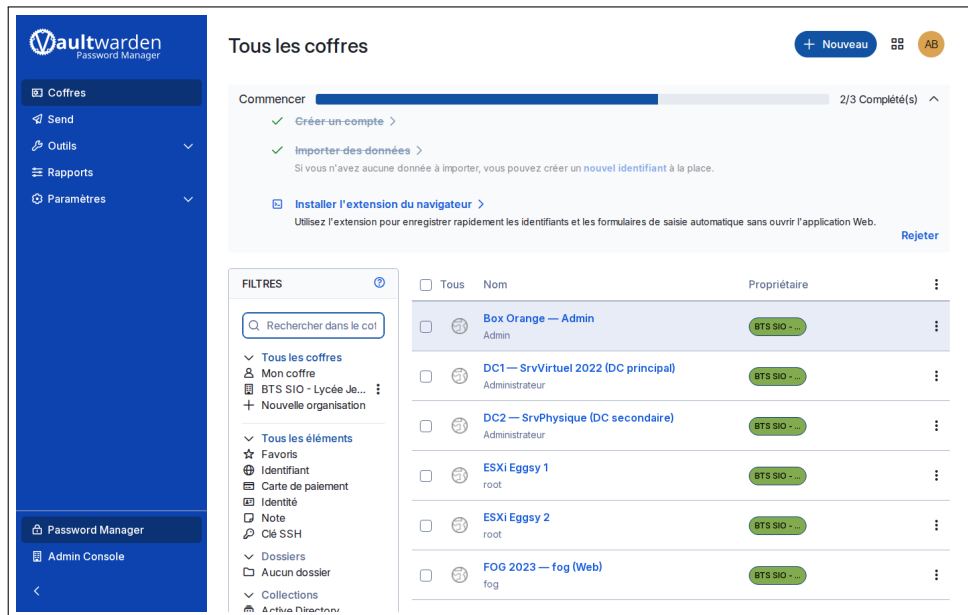 Vaultwarden
Password Manager
Coffres
Send
Outils
Rapports
Paramètres
Password Manager
Admin Console
Tous les coffres
Nouveau
AB
Commencer
2/3 Complété(s)
Créer un compte
Importer des données
Si vous n'avez aucune donnée à importer, vous pouvez créer un nouvel identifiant à la place.
Installer l'extension du navigateur
Utilisez l'extension pour enregistrer rapidement les identifiants et les formulaires de saisie automatique sans ouvrir l'application Web.
Rejeter
FILTRES
Rechercher dans le cof
Tous les coffres
Mon coffre
BTS SIO - Lycée Je...
Nouvelle organisation
Tous les éléments
Favoris
Identifiant
Carte de paiement
Identité
Note
Clé SSH
Dossiers
Aucun dossier
Collections
Active Directory
Tous Nom Propriétaire
Box Orange — Admin
Admin
BTS SIO - ...
DC1 — SrvVirtuel 2022 (DC principal)
Administrateur
BTS SIO - ...
DC2 — SrvPhysique (DC secondaire)
Administrateur
BTS SIO - ...
ESXi Eggsy 1
root
BTS SIO - ...
ESXi Eggsy 2
root
BTS SIO - ...
FOG 2023 — fog (Web)
fog
BTS SIO - ...